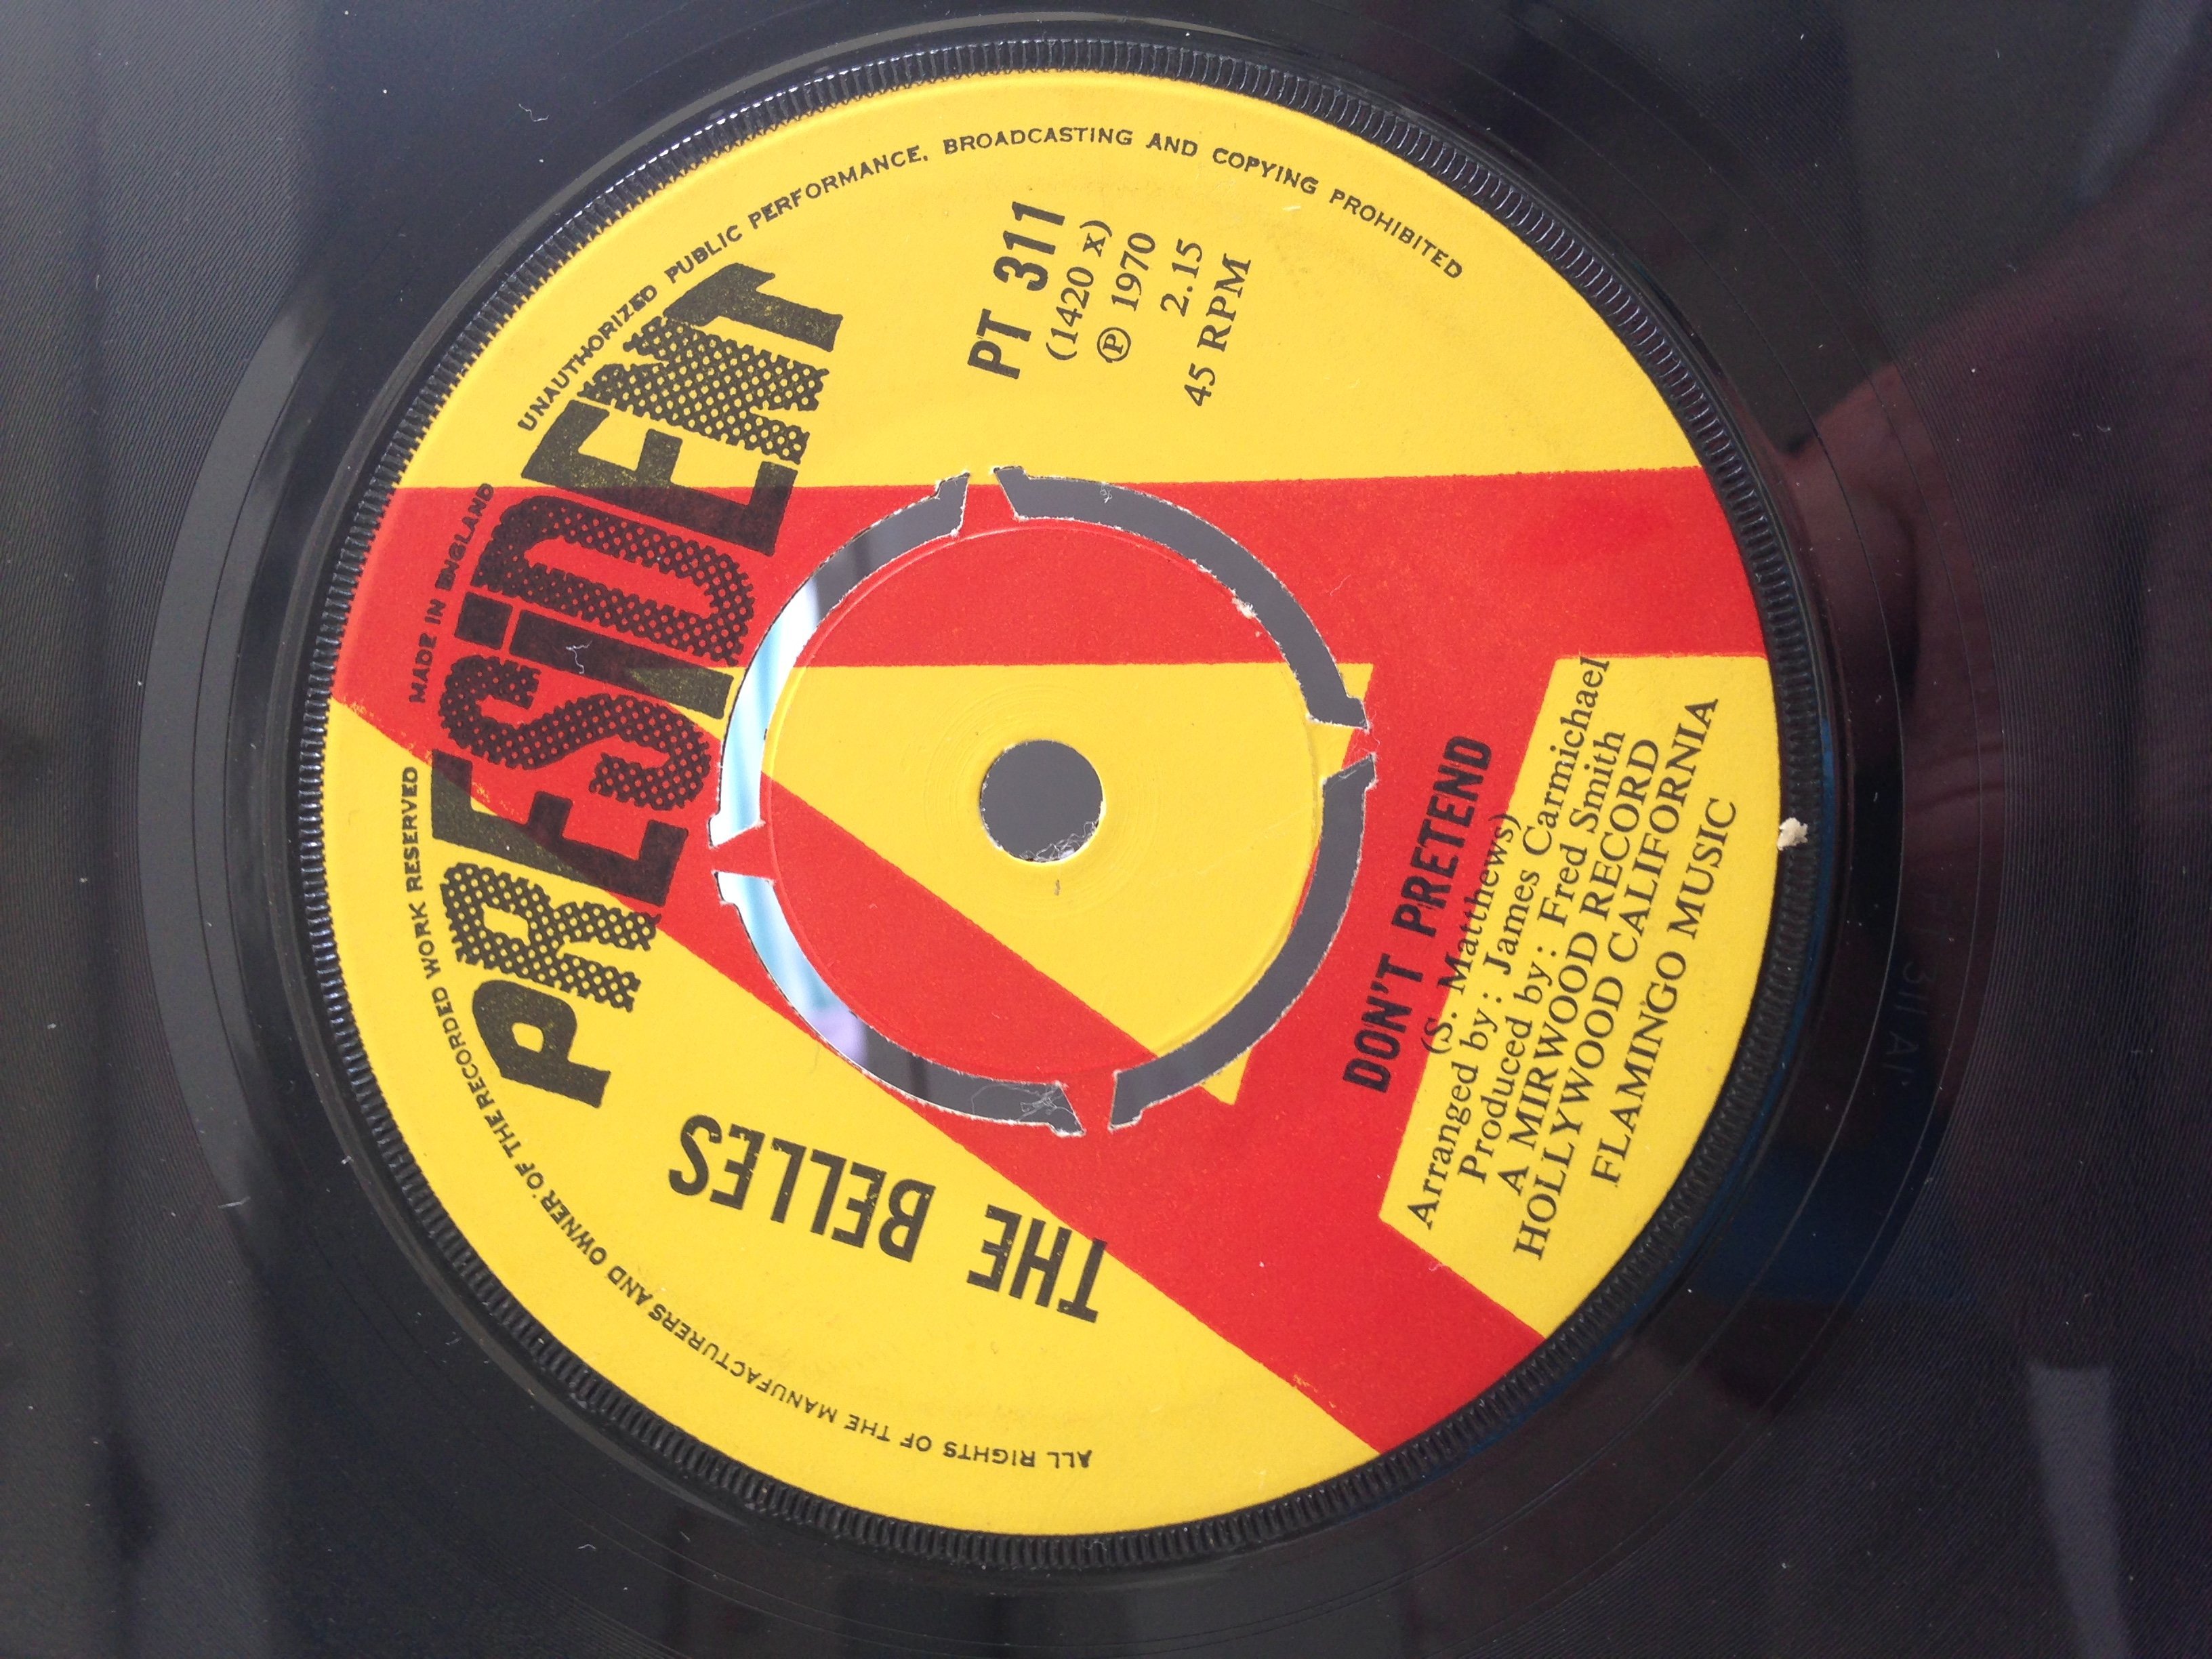 ALL RIGHTS OF THE MANUFACTURERS AND OWNER OF THE RECORDED WORK RESERVED
MADE IN ENGLAND
UNAUTHORIZED PUBLIC PERFORMANCE, BROADCASTING AND COPYING PROHIBITED
PRESiDENT
THE BELLES
PT 311
(1420 x)
Ⓟ 1970
2.15
45 RPM
DON'T PRETEND
(S. Matthews)
Arranged by: James Carmichael
Produced by: Fred Smith
A MIRWOOD RECORD
HOLLYWOOD CALIFORNIA
FLAMINGO MUSIC